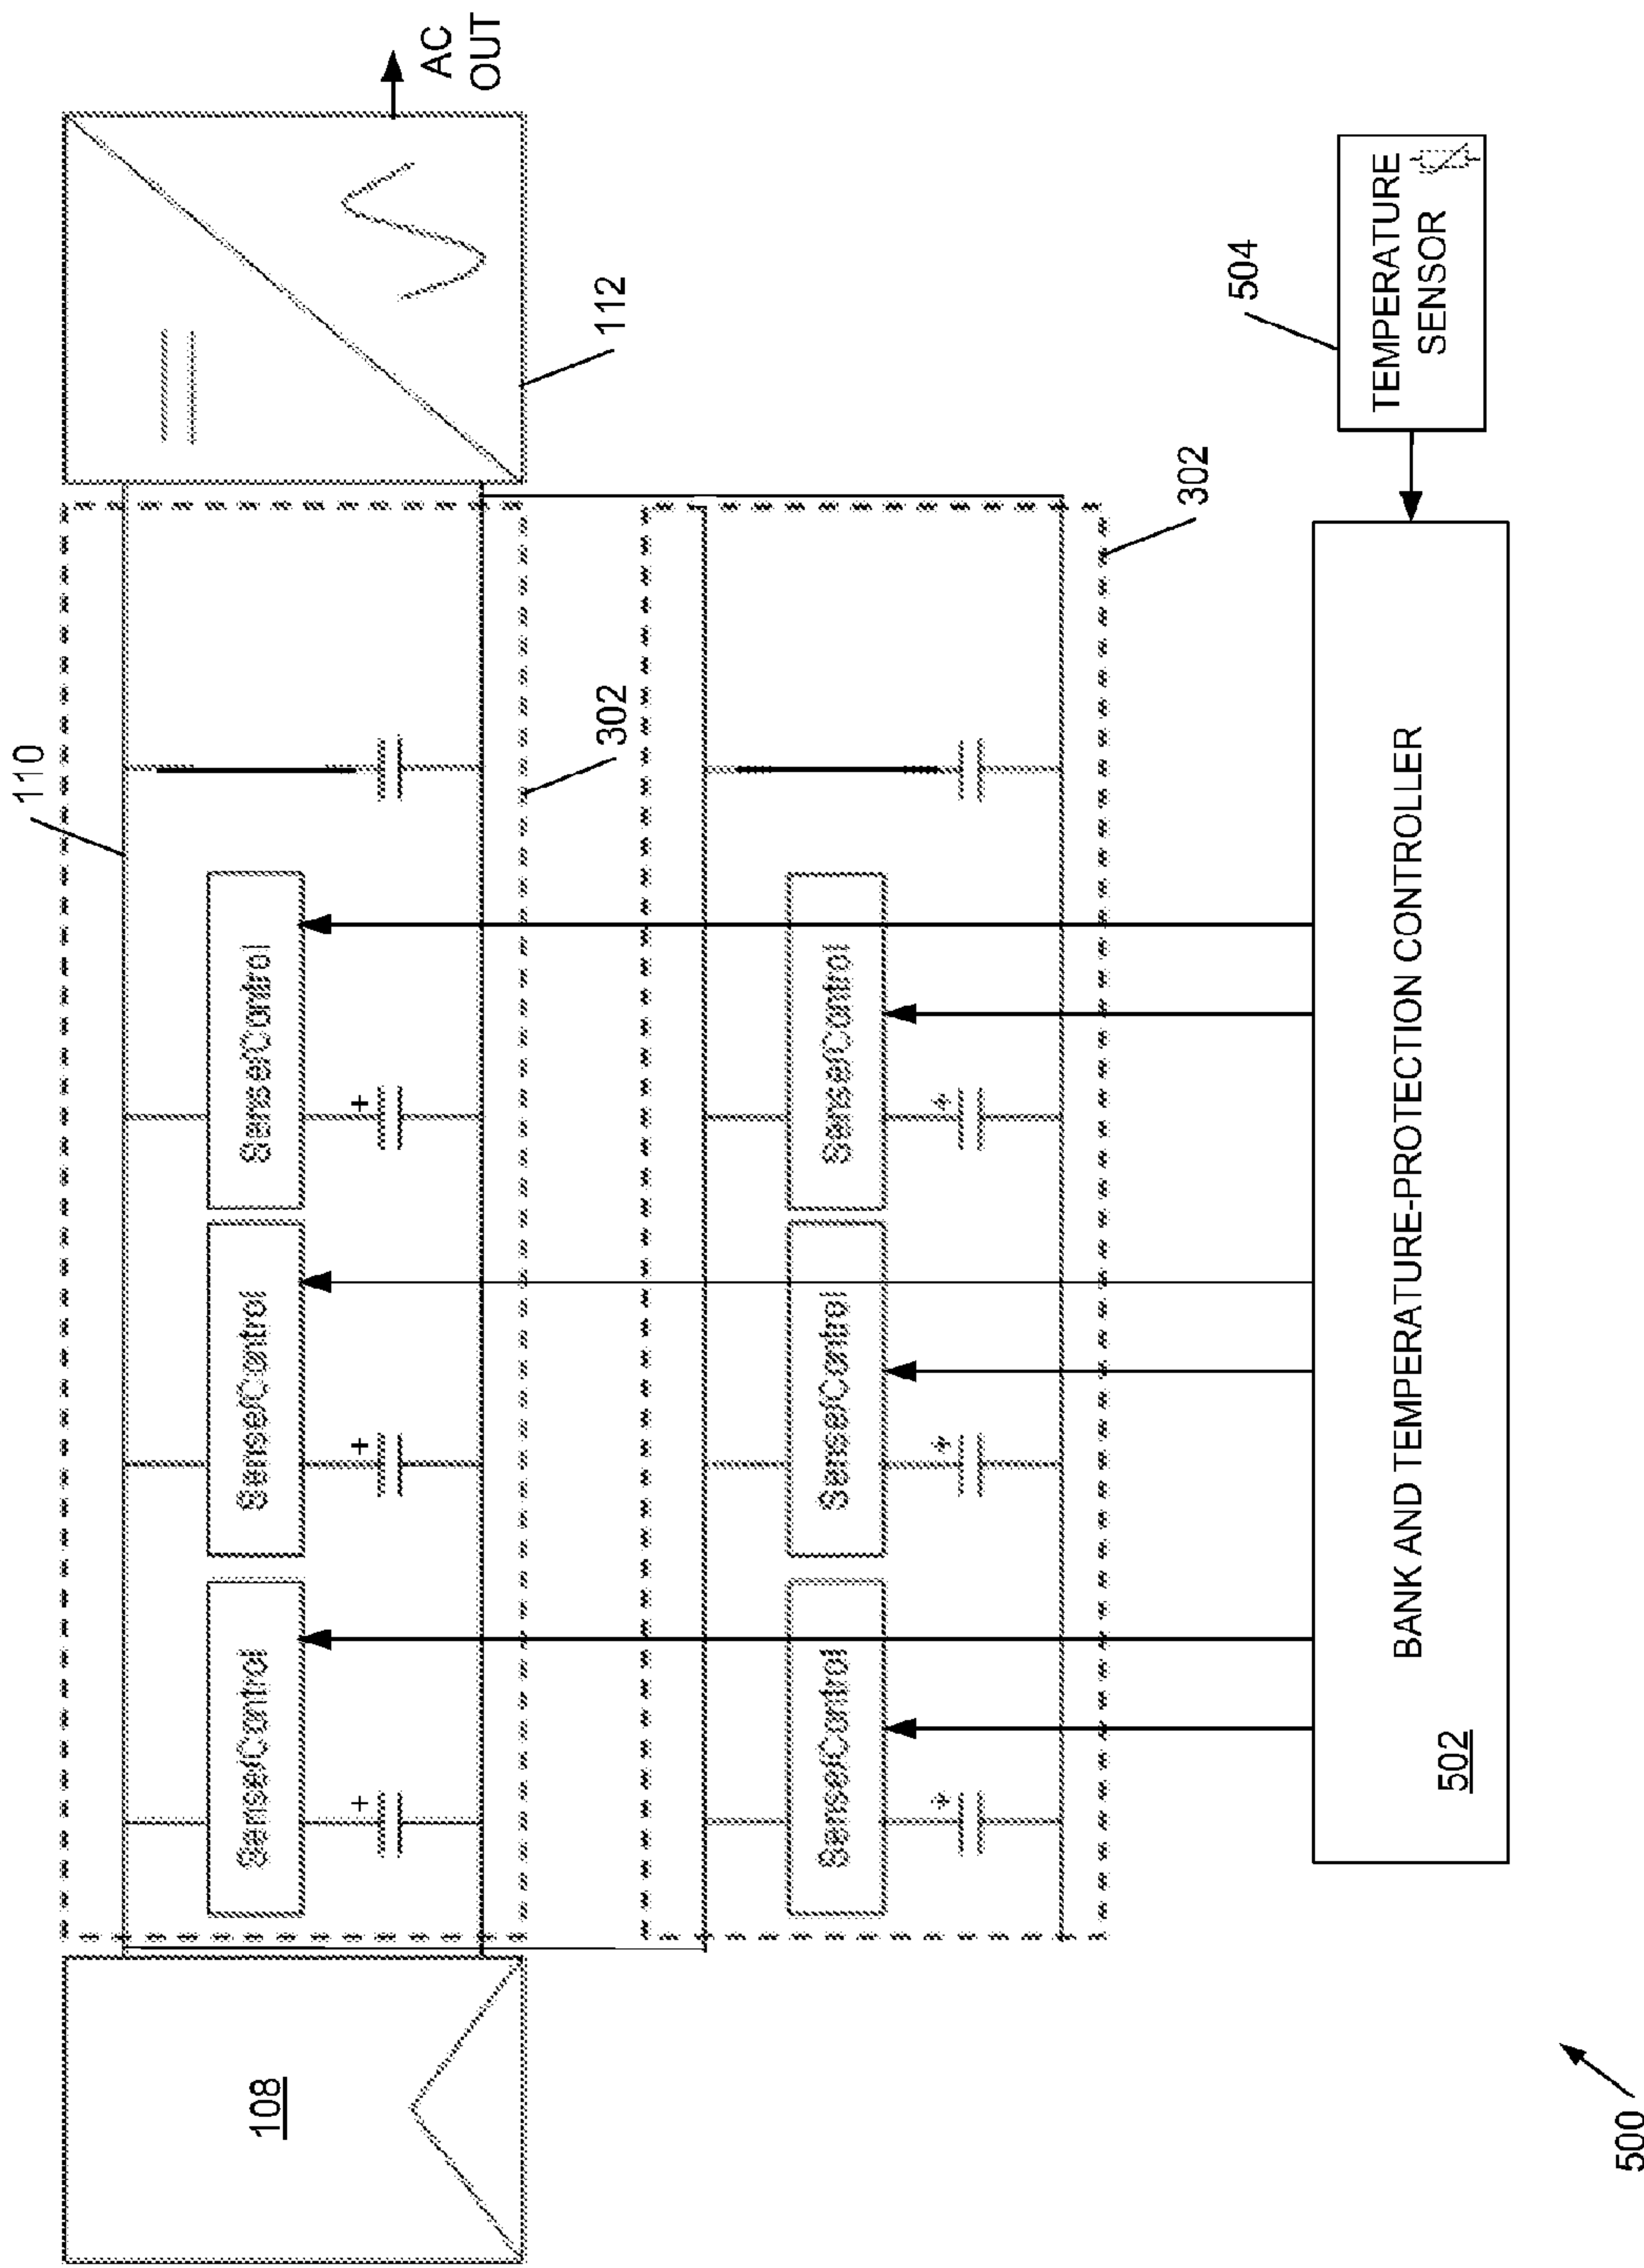 108
110
302
112
AC
OUT
Sense/Control
Sense/Control
Sense/Control
+
+
+
Sense/Control
Sense/Control
Sense/Control
+
+
+
302
504
TEMPERATURE
SENSOR
BANK AND TEMPERATURE-PROTECTION CONTROLLER
502
500